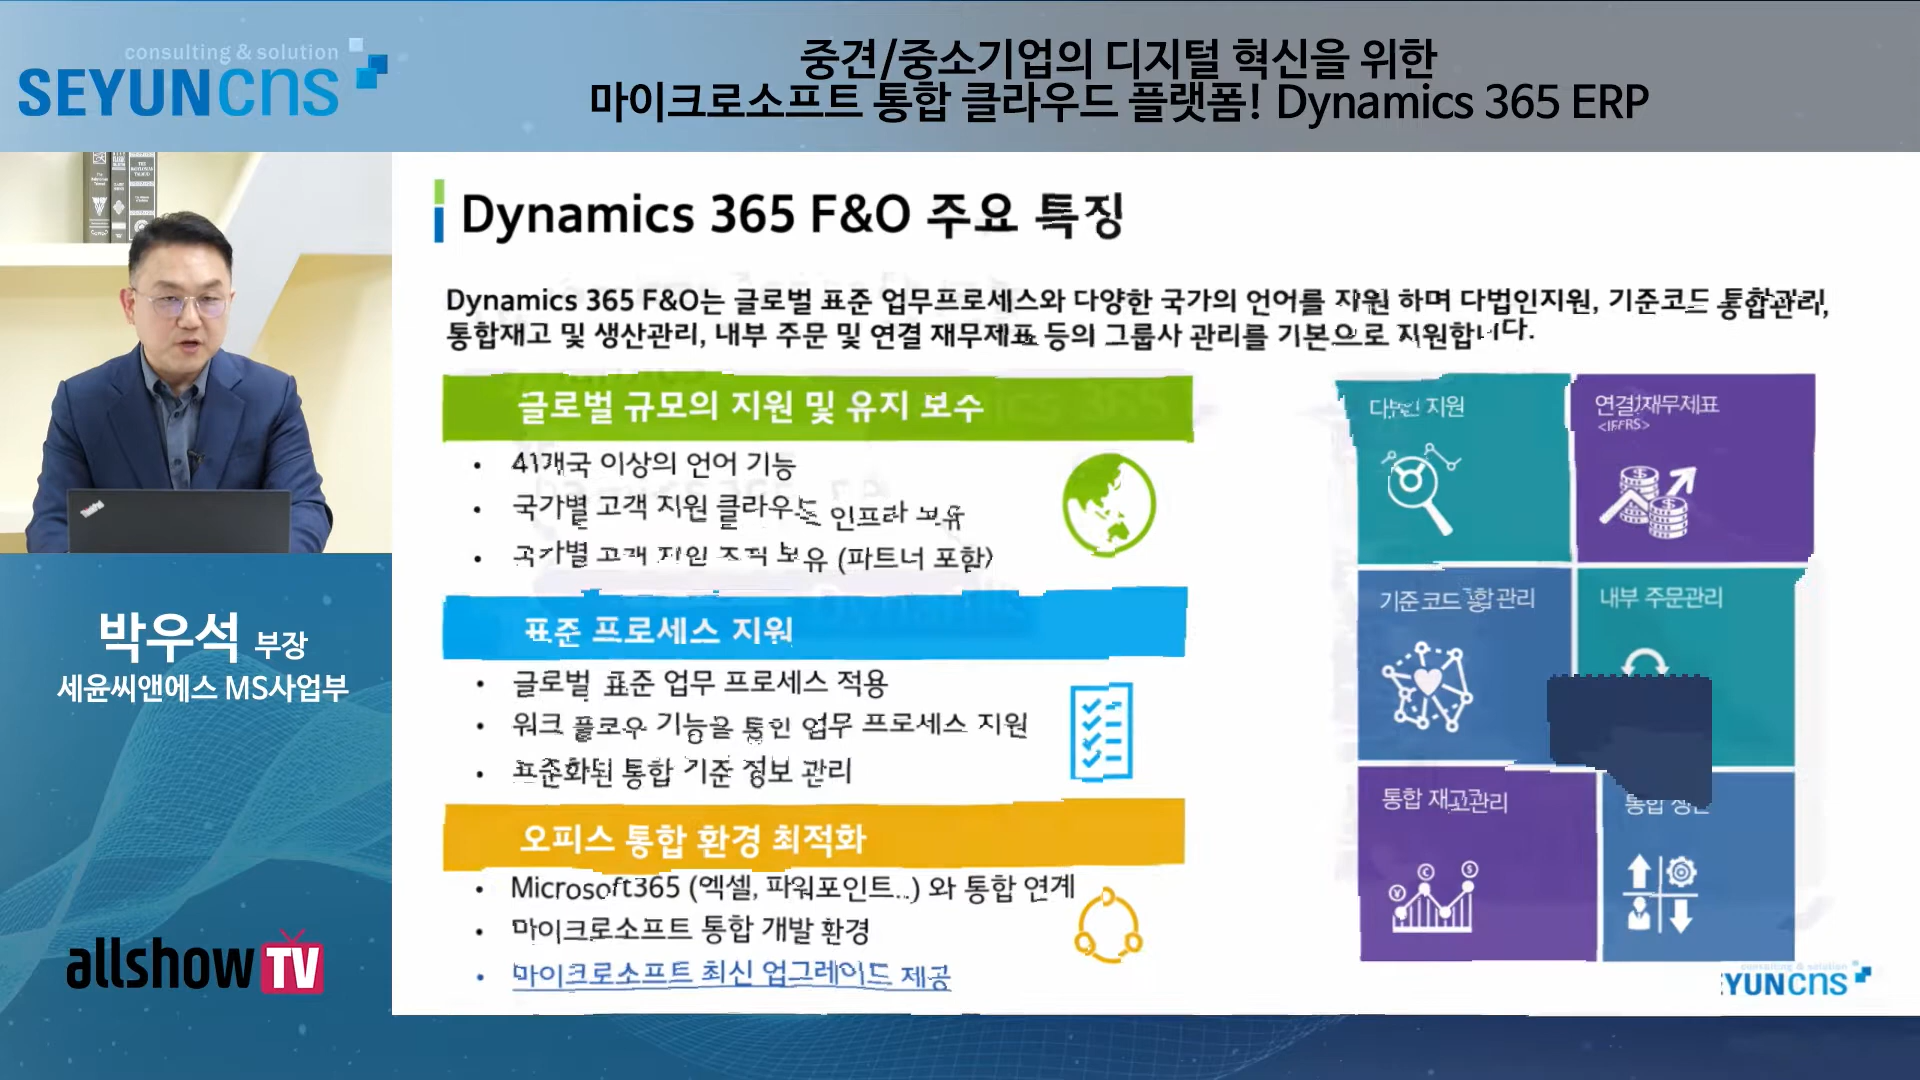 consulting & solution
SEYUNCNS
중견/중소기업의 디지털 혁신을 위한
마이크로소프트 통합 클라우드 플랫폼! Dynamics 365 ERP
Dynamics 365 F&O 주요 특징
Dynamics 365 F&O는 글로벌 표준 업무프로세스와 다양한 국가의 언어를 지원 하며 다법인지원, 기준코드 통합관리,
통합재고 및 생산관리, 내부 주문 및 연결 재무제표 등의 그룹사 관리를 기본으로 지원합니다.
글로벌 규모의 지원 및 유지 보수
• 41개국 이상의 언어 기능
• 국가별 고객 지원 클라우드 인프라 보유
• 국가별 고객 지원 조직 보유 (파트너 포함)
표준 프로세스 지원
• 글로벌 표준 업무 프로세스 적용
• 워크 플로우 기능을 통한 업무 프로세스 지원
• 표준화된 통합 기준 정보 관리
오피스 통합 환경 최적화
• Microsoft365 (엑셀, 파워포인트..) 와 통합 연계
• 마이크로소프트 통합 개발 환경
• 마이크로소프트 최신 업그레이드 제공
다법인 지원
연결재무제표
<IFRS>
기준코드 통합관리
내부 주문관리
통합 재고관리
통합
YUNCNS
박우석 부장
세윤씨앤에스 MS사업부
allshow TV